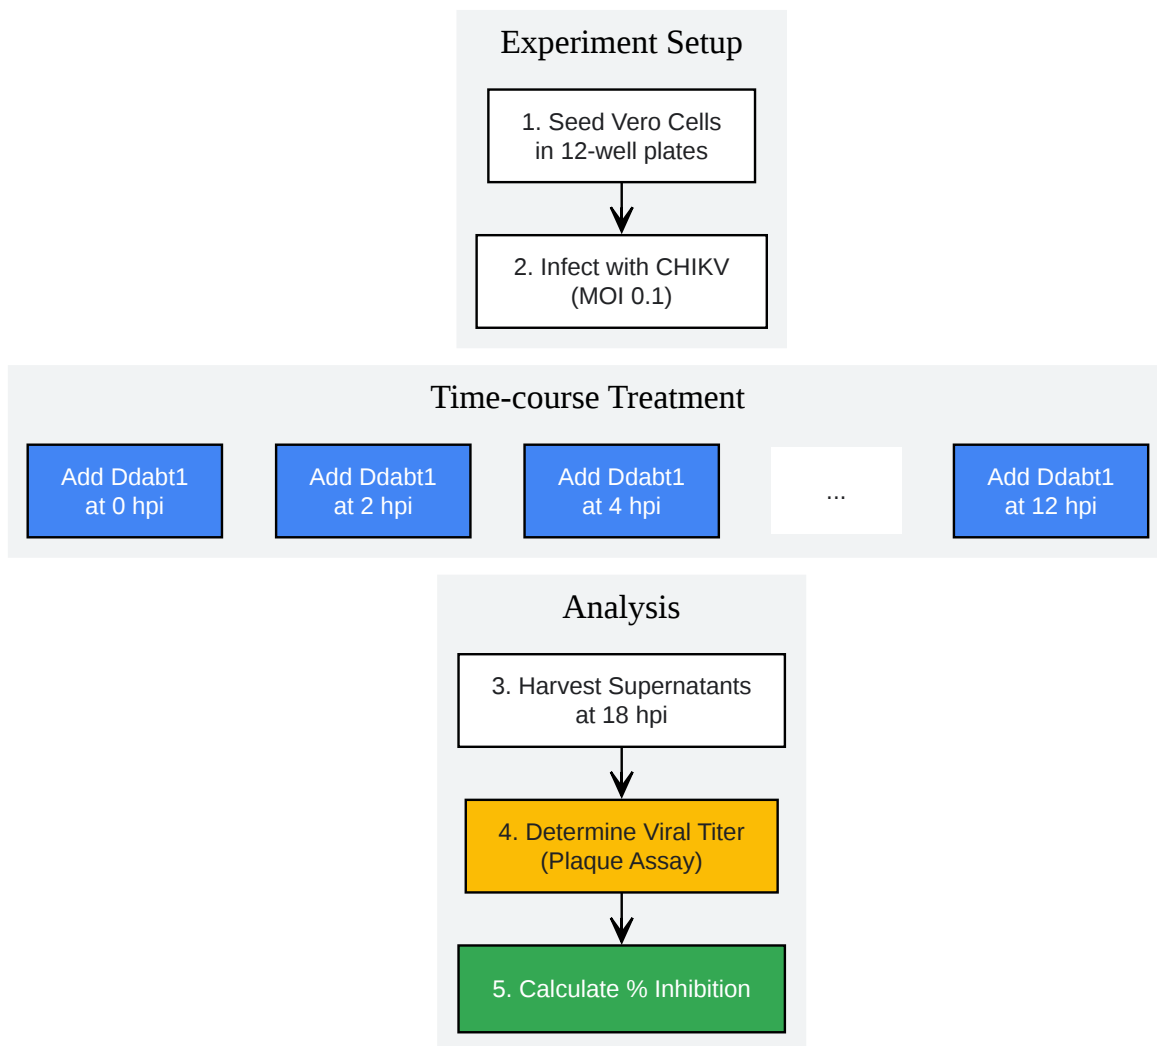 Experiment Setup
1. Seed Vero Cells
in 12-well plates
2. Infect with CHIKV
(MOI 0.1)
Time-course Treatment
Add Ddabt1
at 0 hpi
Add Ddabt1
at 2 hpi
Add Ddabt1
at 4 hpi
...
Add Ddabt1
at 12 hpi
Analysis
3. Harvest Supernatants
at 18 hpi
4. Determine Viral Titer
(Plaque Assay)
5. Calculate % Inhibition